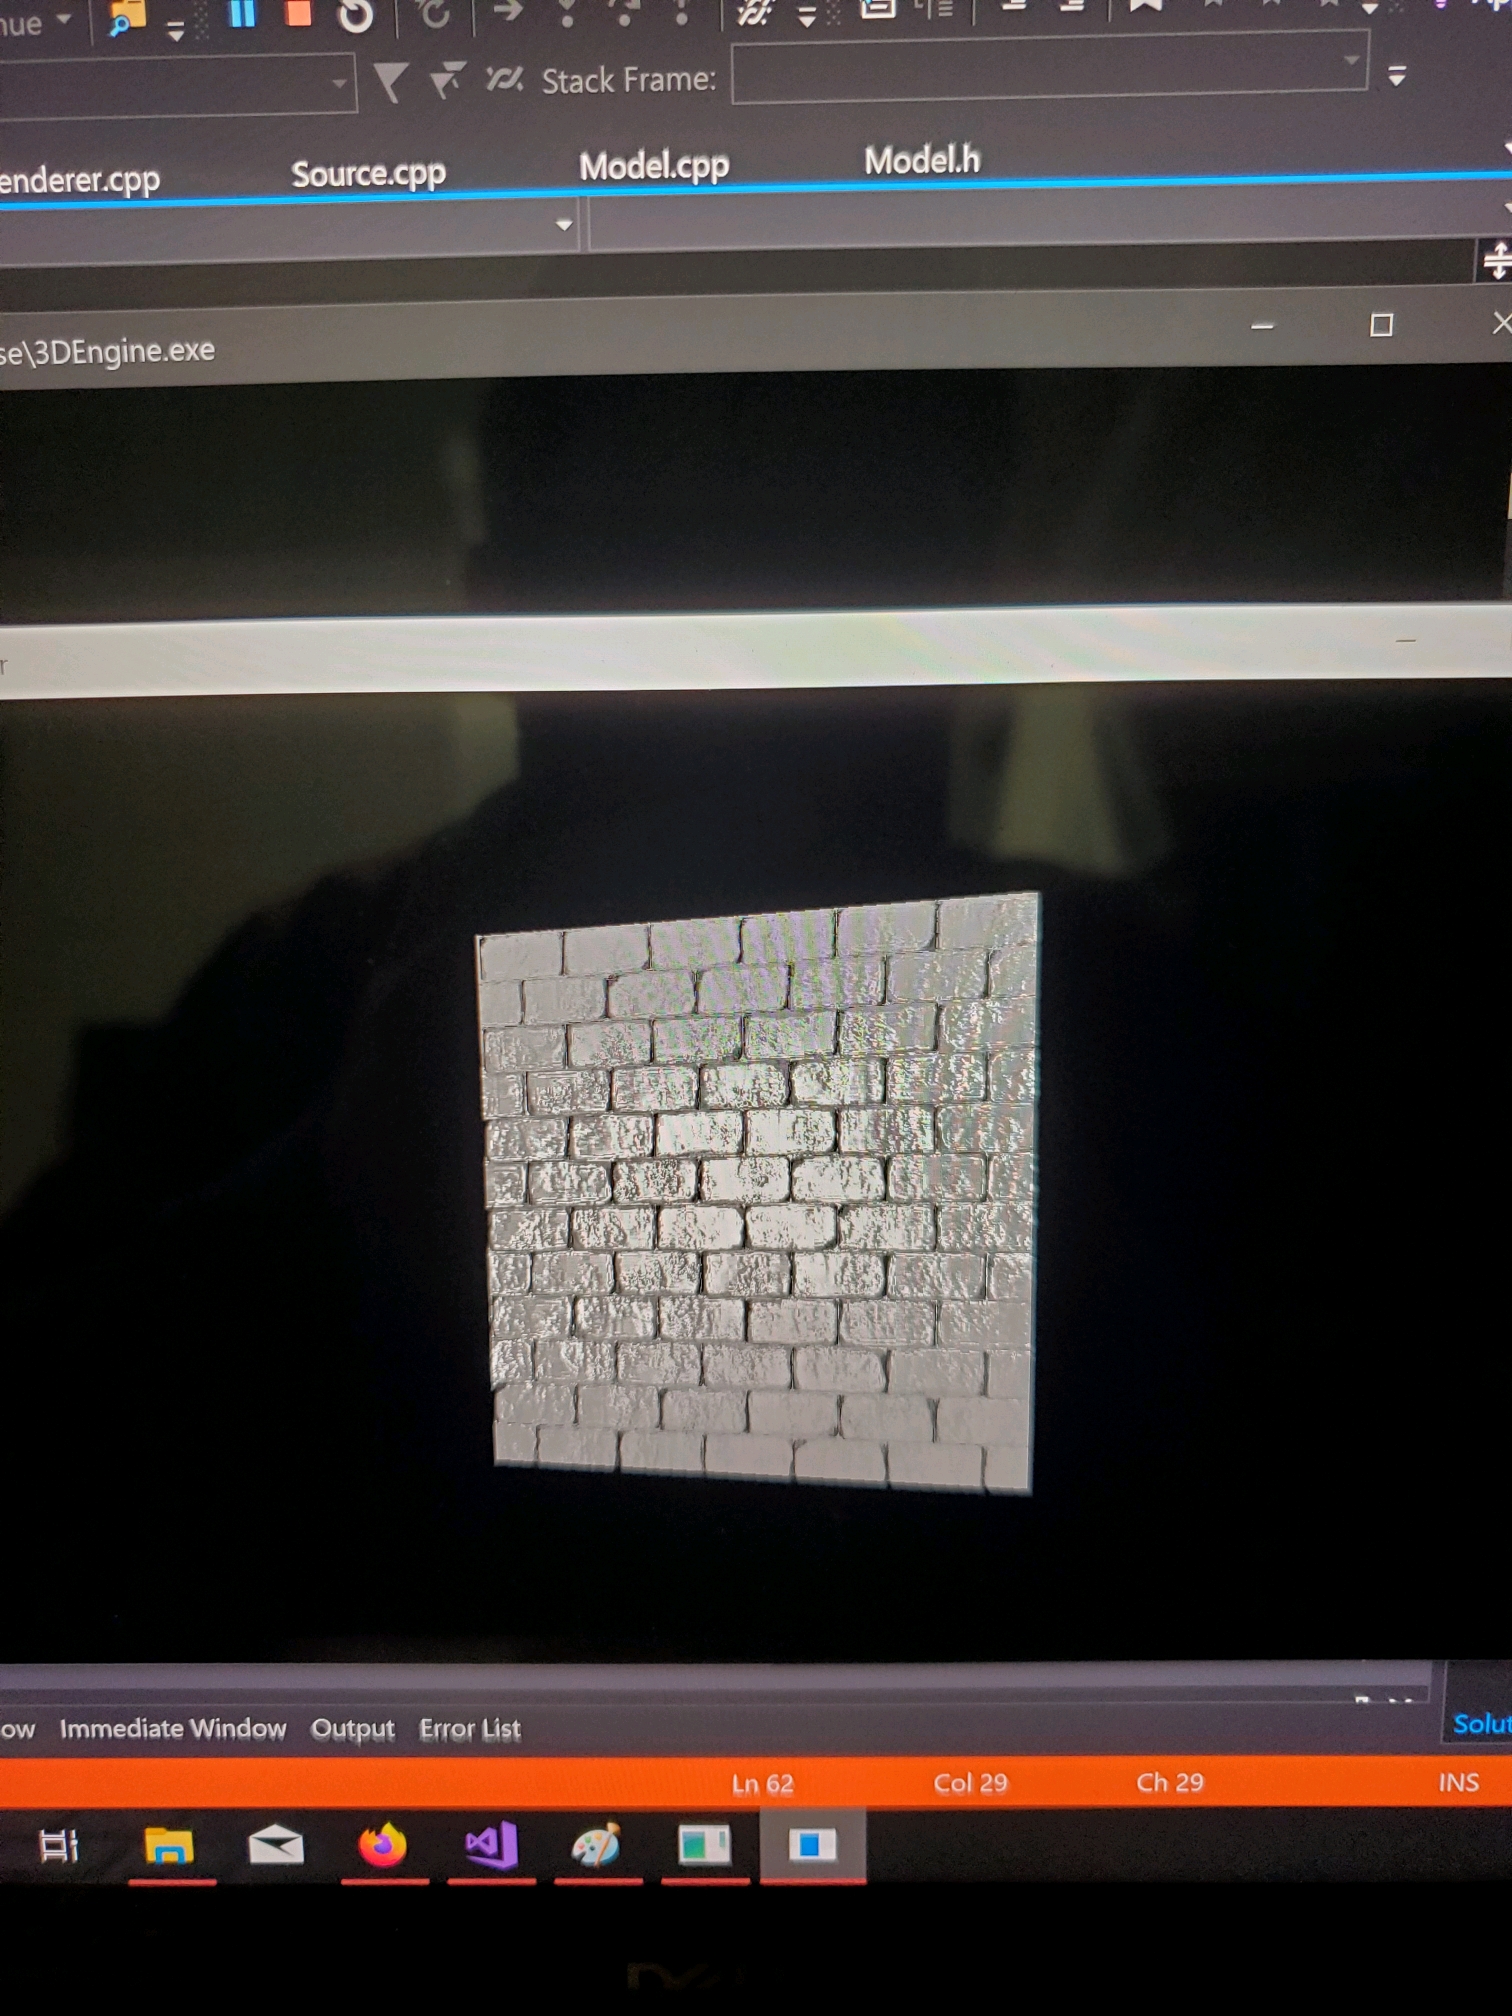 nue
Stack Frame:
enderer.cpp Source.cpp Model.cpp Model.h
se\3DEngine.exe
r
ow Immediate Window Output Error List
Solut
Ln 62 Col 29 Ch 29 INS